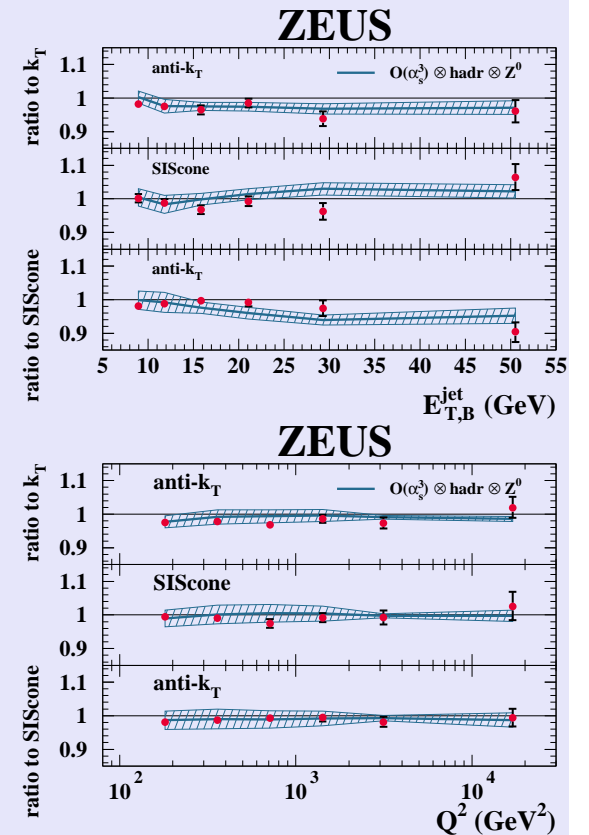 ZEUS
ratio to k_T
1.1
1
0.9
anti-k_T
O(α_s^3) ⊗ hadr ⊗ Z^0
1.1
1
0.9
SIScone
ratio to SIScone
1.1
1
0.9
anti-k_T
5 10 15 20 25 30 35 40 45 50 55
E_{T,B}^{jet} (GeV)
ZEUS
ratio to k_T
1.1
1
0.9
anti-k_T
O(α_s^3) ⊗ hadr ⊗ Z^0
1.1
1
0.9
SIScone
ratio to SIScone
1.1
1
0.9
anti-k_T
10^2 10^3 10^4
Q^2 (GeV^2)